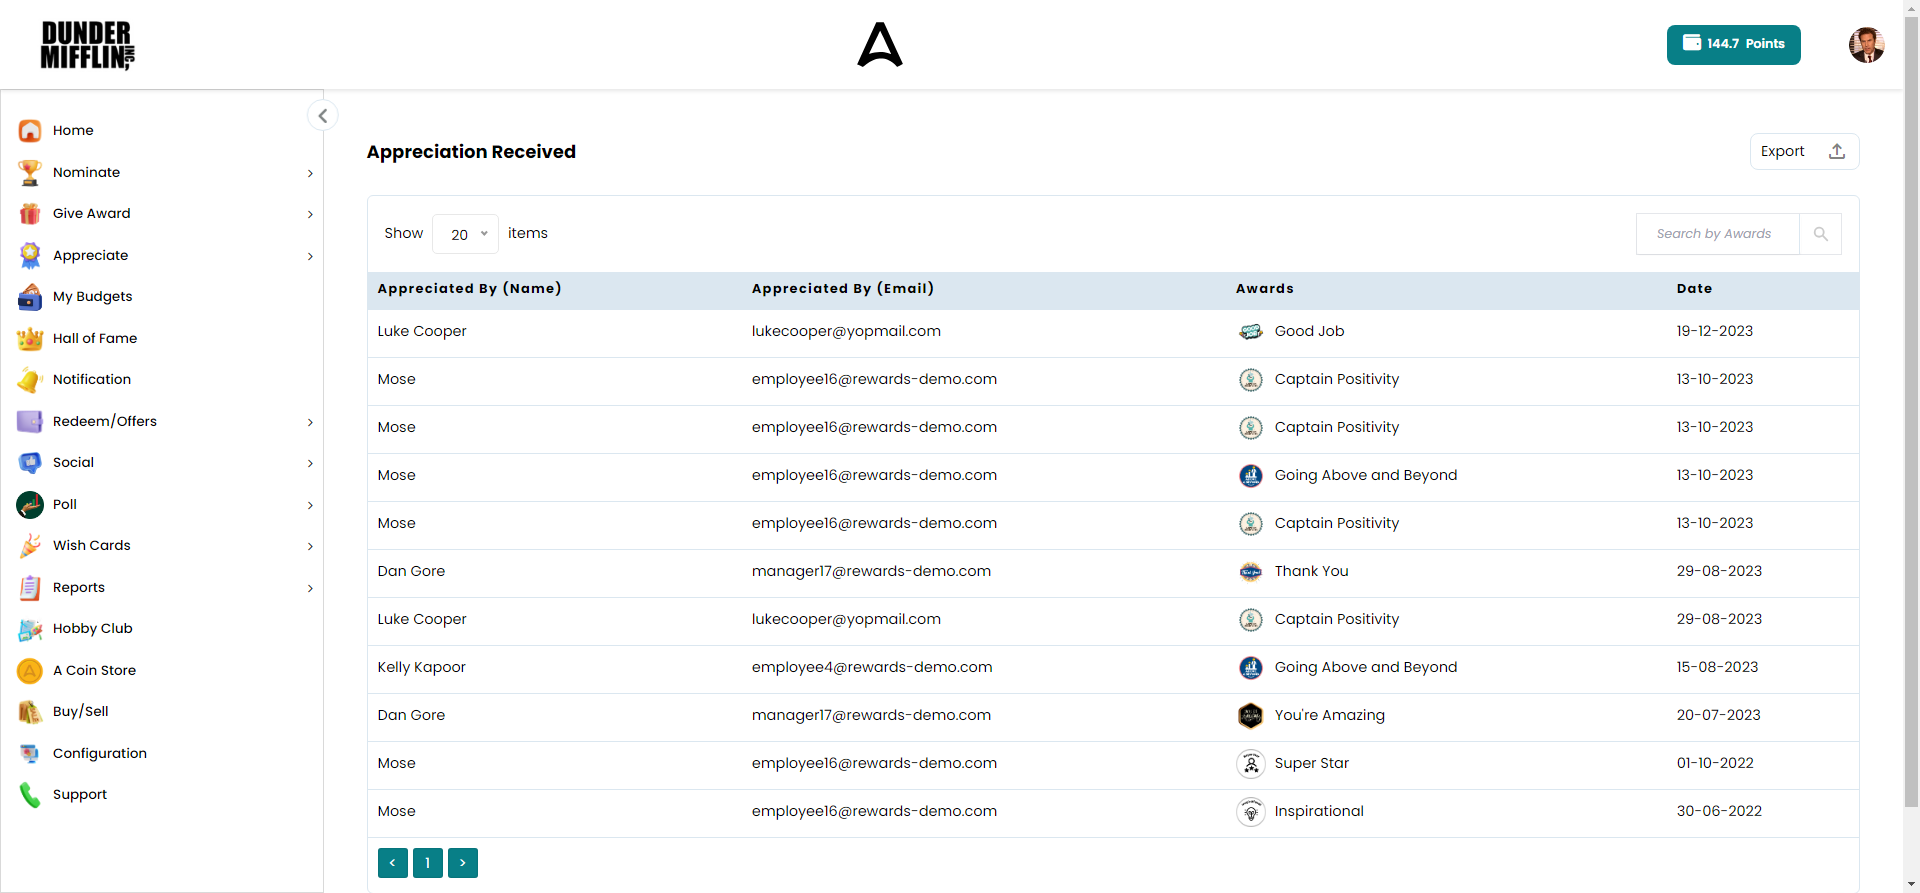 DUNDER
MIFFLIN, INC
144.7 Points
Home
Nominate
Give Award
Appreciate
My Budgets
Hall of Fame
Notification
Redeem/Offers
Social
Poll
Wish Cards
Reports
Hobby Club
A Coin Store
Buy/Sell
Configuration
Support
Appreciation Received
Export
Show 20 items
Search by Awards
Appreciated By (Name) Appreciated By (Email) Awards Date
Luke Cooper lukecooper@yopmail.com GOOD JOB Good Job 19-12-2023
Mose employee16@rewards-demo.com Captain Positivity 13-10-2023
Mose employee16@rewards-demo.com Captain Positivity 13-10-2023
Mose employee16@rewards-demo.com Going Above and Beyond 13-10-2023
Mose employee16@rewards-demo.com Captain Positivity 13-10-2023
Dan Gore manager17@rewards-demo.com Thank You 29-08-2023
Luke Cooper lukecooper@yopmail.com Captain Positivity 29-08-2023
Kelly Kapoor employee4@rewards-demo.com Going Above and Beyond 15-08-2023
Dan Gore manager17@rewards-demo.com You're Amazing 20-07-2023
Mose employee16@rewards-demo.com Super Star 01-10-2022
Mose employee16@rewards-demo.com Inspirational 30-06-2022
< 1 >